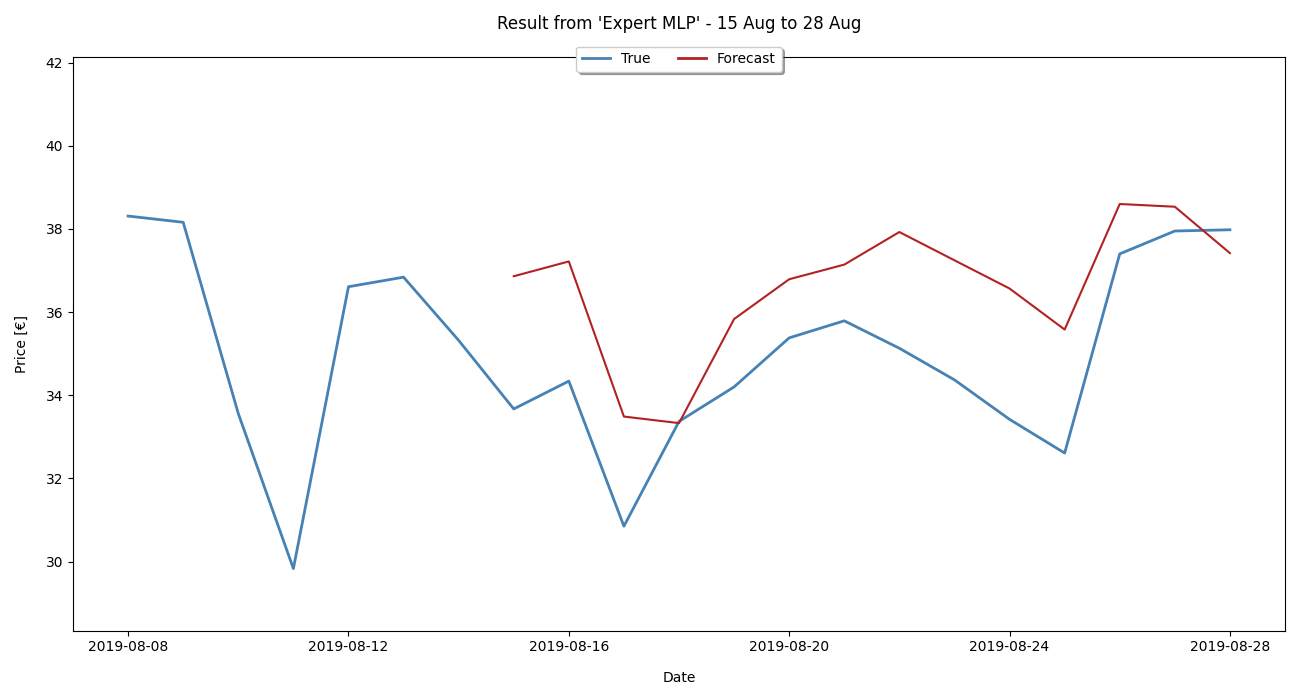 Result from 'Expert MLP' - 15 Aug to 28 Aug
True Forecast
42
40
38
36
34
32
30
Price [€]
2019-08-08 2019-08-12 2019-08-16 2019-08-20 2019-08-24 2019-08-28
Date